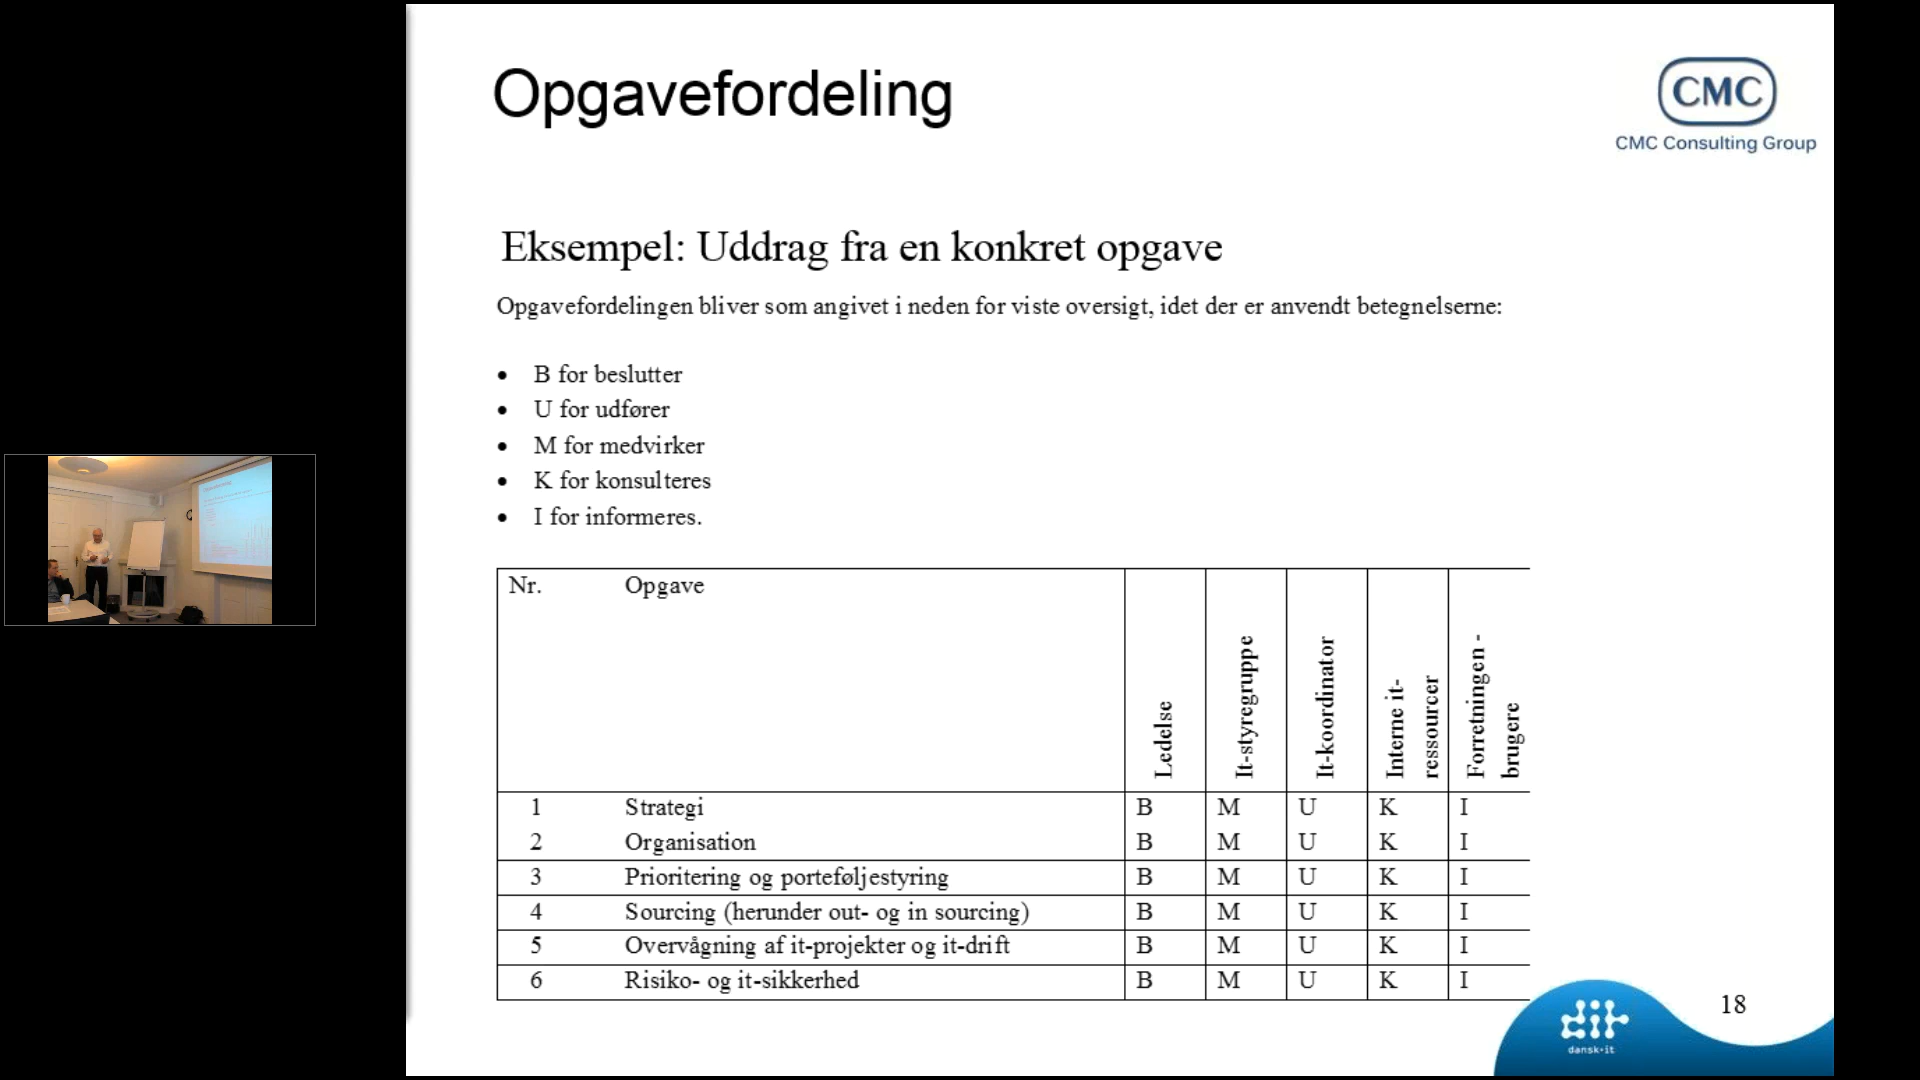 Opgavefordeling
CMC
CMC Consulting Group
Eksempel: Uddrag fra en konkret opgave
Opgavefordelingen bliver som angivet i neden for viste oversigt, idet der er anvendt betegnelserne:
• B for beslutter
• U for udfører
• M for medvirker
• K for konsulteres
• I for informeres.
Nr. Opgave
Ledelse
It-styregruppe
It-koordinator
Interne it-
ressourcer
Forretningen -
brugere
1 Strategi B M U K I
2 Organisation B M U K I
3 Prioritering og porteføljestyring B M U K I
4 Sourcing (herunder out- og in sourcing) B M U K I
5 Overvågning af it-projekter og it-drift B M U K I
6 Risiko- og it-sikkerhed B M U K I
dit
dansk·it
18